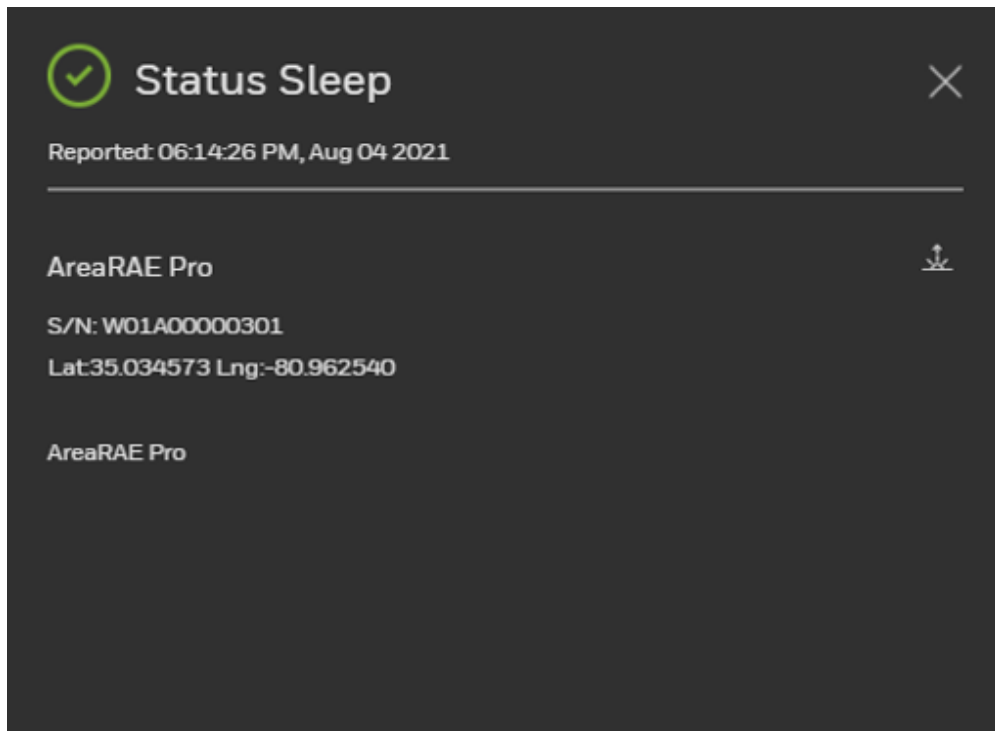 Status Sleep
Reported: 06:14:26 PM, Aug 04 2021
AreaRAE Pro
S/N: W01A00000301
Lat:35.034573 Lng:-80.962540
AreaRAE Pro